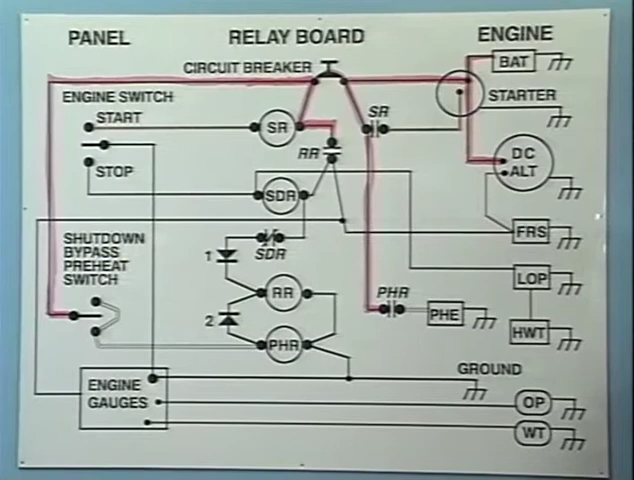 PANEL
RELAY BOARD
ENGINE
CIRCUIT BREAKER
BAT
ENGINE SWITCH
STARTER
START
SR
SR
RR
DC
ALT
STOP
SDR
SHUTDOWN
BYPASS
PREHEAT
SWITCH
FRS
1
SDR
LOP
RR
PHR
PHE
2
HWT
PHR
GROUND
ENGINE
GAUGES
OP
WT